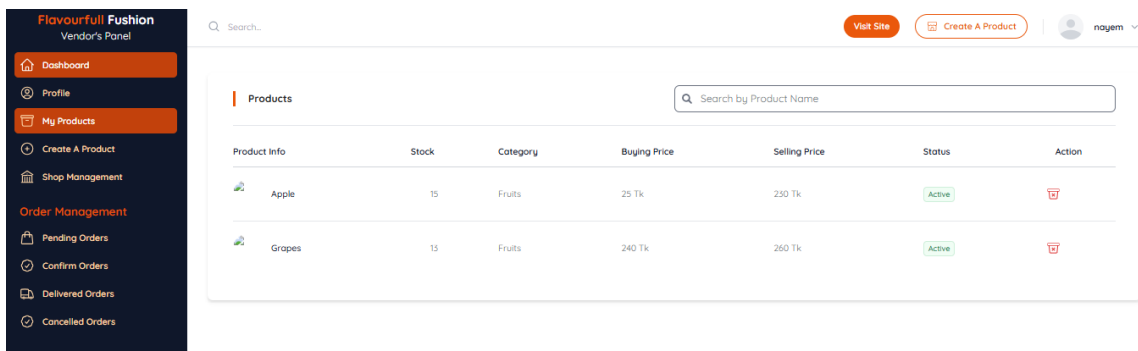 Flavourfull Fushion
Vendor's Panel
Dashboard
Profile
My Products
Create A Product
Shop Management
Order Management
Pending Orders
Confirm Orders
Delivered Orders
Cancelled Orders
Search...
Visit Site
Create A Product
nayem
Products
Search by Product Name
Product Info Stock Category Buying Price Selling Price Status Action
Apple 15 Fruits 25 Tk 230 Tk Active
Grapes 13 Fruits 240 Tk 260 Tk Active